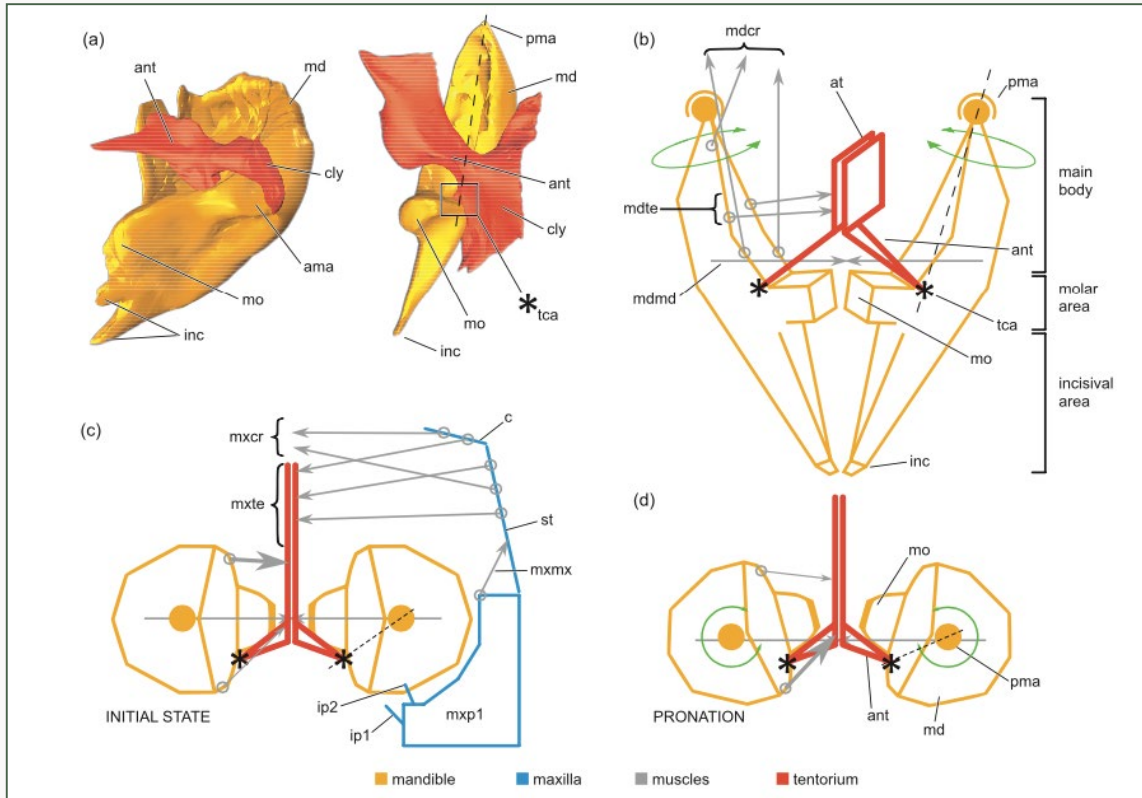 (a)
ant
md
cly
ama
mo
inc
pma
md
ant
cly
mo
*tca
inc
(b)
mdcr
pma
at
mdte
main
body
ant
mdmd
molar
area
*
*
tca
mo
incisival
area
inc
(c)
mxcr
c
mxte
st
mxmx
*
*
ip2
ip1
mxp1
INITIAL STATE
(d)
mo
*
*
pma
ant
md
PRONATION
mandible
maxilla
muscles
tentorium